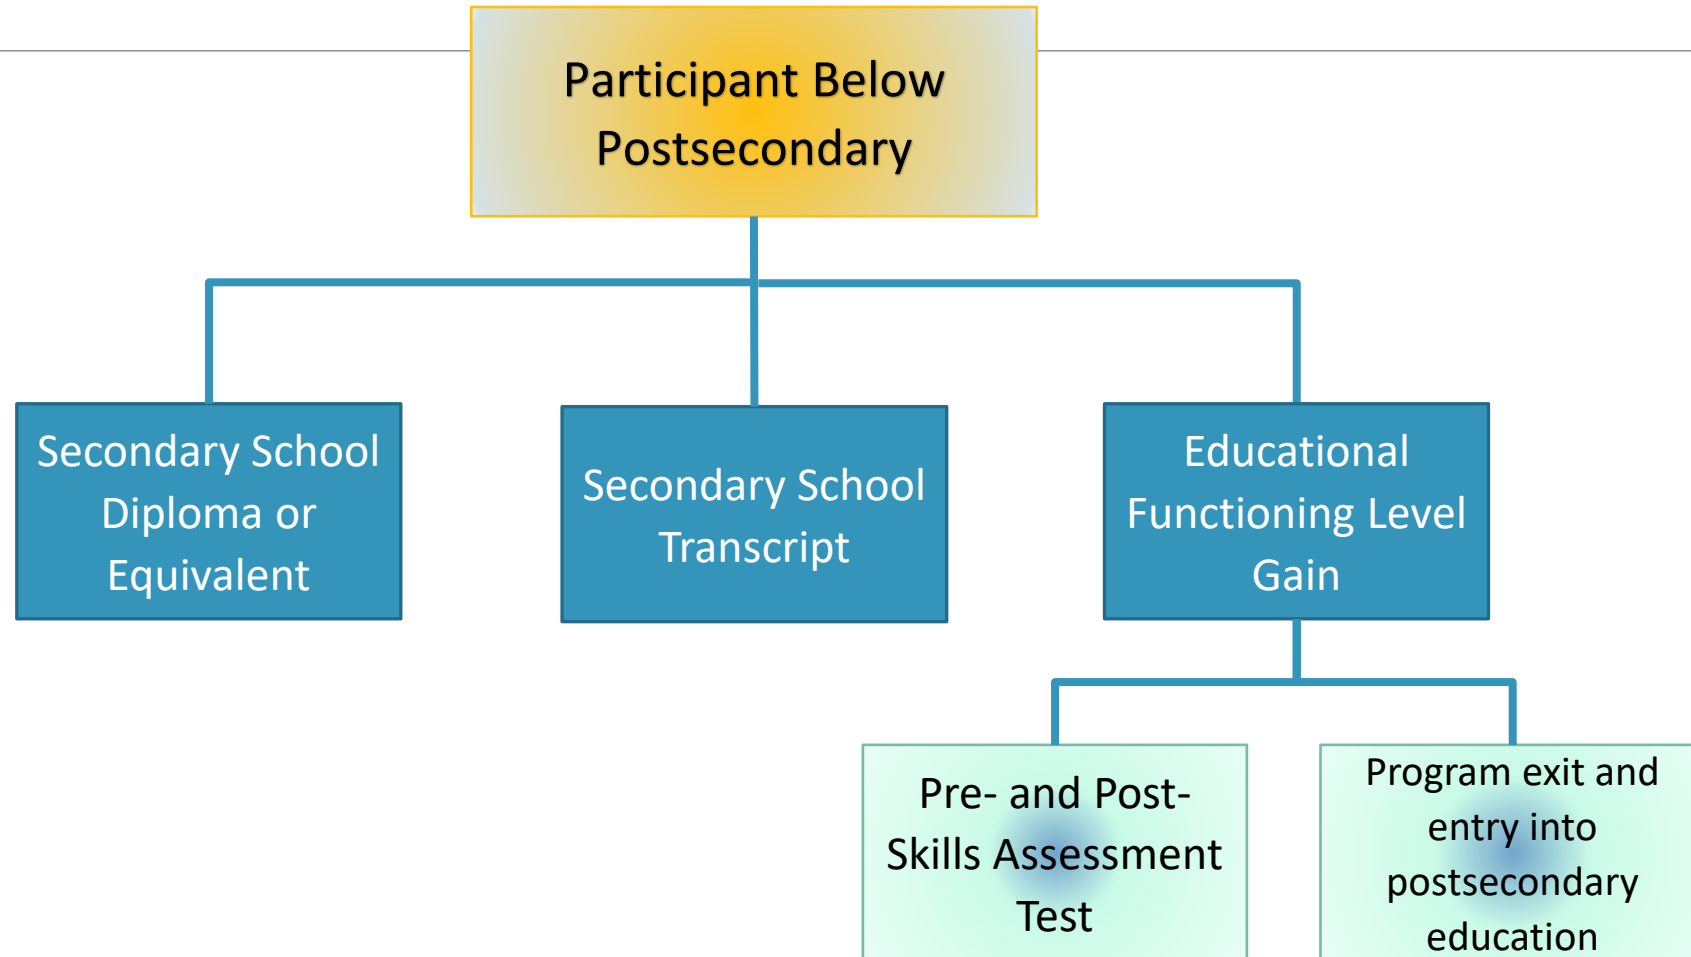 Participant Below
Postsecondary
Secondary School
Diploma or
Equivalent
Secondary School
Transcript
Educational
Functioning Level
Gain
Pre- and Post-
Skills Assessment
Test
Program exit and
entry into
postsecondary
education